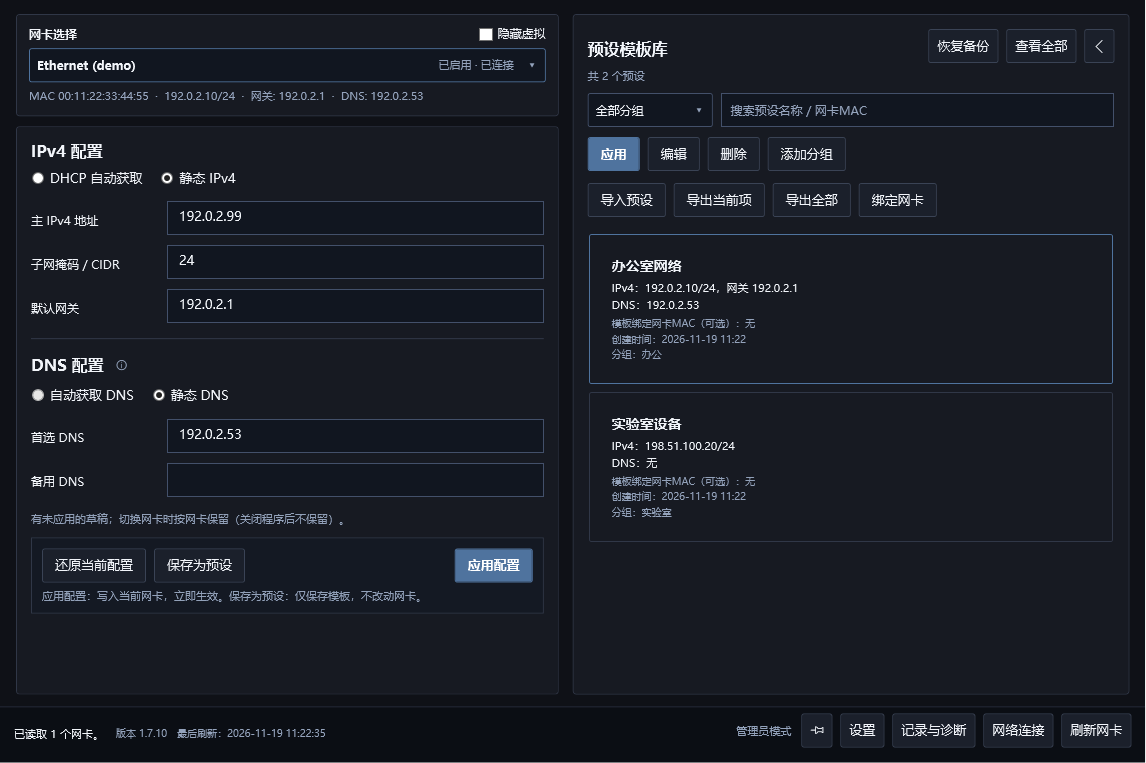 网卡选择
隐藏虚拟
Ethernet (demo)
已启用 · 已连接
MAC 00:11:22:33:44:55 · 192.0.2.10/24 · 网关: 192.0.2.1 · DNS: 192.0.2.53
IPv4 配置
DHCP 自动获取
静态 IPv4
主 IPv4 地址
192.0.2.99
子网掩码 / CIDR
24
默认网关
192.0.2.1
DNS 配置
自动获取 DNS
静态 DNS
首选 DNS
192.0.2.53
备用 DNS
有未应用的草稿；切换网卡时按网卡保留（关闭程序后不保留）。
还原当前配置
保存为预设
应用配置
应用配置：写入当前网卡，立即生效。保存为预设：仅保存模板，不改动网卡。
预设模板库
恢复备份
查看全部
共 2 个预设
全部分组
搜索预设名称 / 网卡MAC
应用
编辑
删除
添加分组
导入预设
导出当前项
导出全部
绑定网卡
办公室网络
IPv4：192.0.2.10/24，网关 192.0.2.1
DNS：192.0.2.53
模板绑定网卡MAC（可选）：无
创建时间：2026-11-19 11:22
分组：办公
实验室设备
IPv4：198.51.100.20/24
DNS：无
模板绑定网卡MAC（可选）：无
创建时间：2026-11-19 11:22
分组：实验室
已读取 1 个网卡。
版本 1.7.10
最后刷新：2026-11-19 11:22:35
管理员模式
设置
记录与诊断
网络连接
刷新网卡